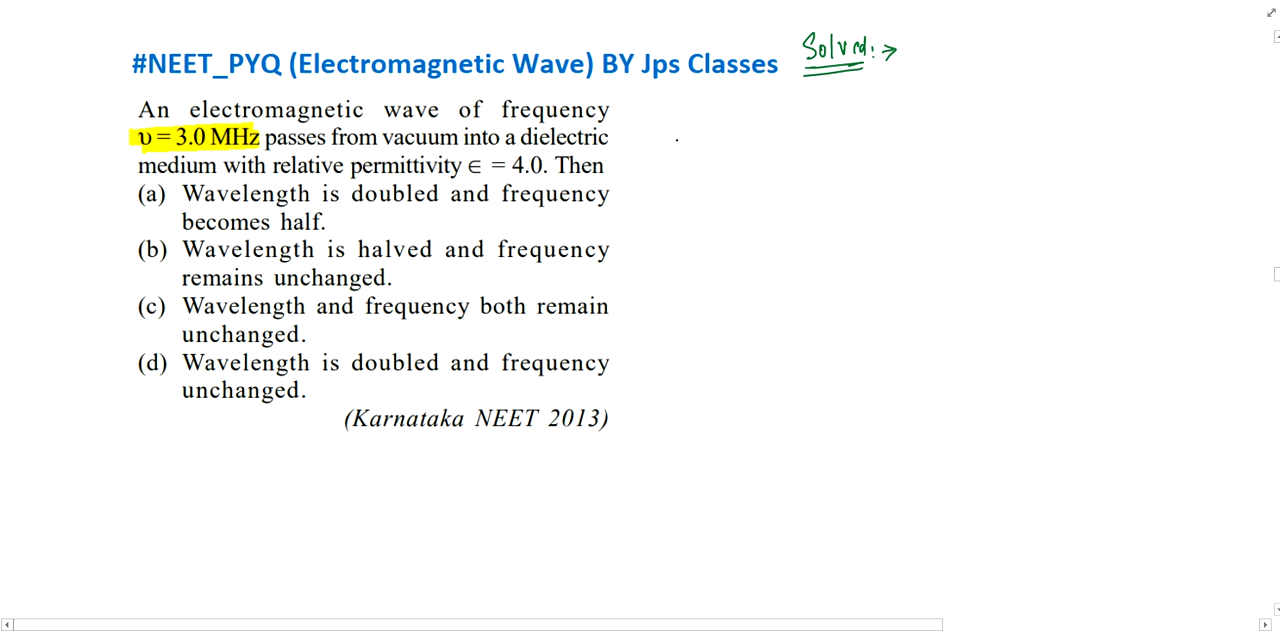 #NEET_PYQ (Electromagnetic Wave) BY Jps Classes Solved:→
An electromagnetic wave of frequency
υ = 3.0 MHz passes from vacuum into a dielectric
medium with relative permittivity ∈ = 4.0. Then
(a) Wavelength is doubled and frequency
becomes half.
(b) Wavelength is halved and frequency
remains unchanged.
(c) Wavelength and frequency both remain
unchanged.
(d) Wavelength is doubled and frequency
unchanged.
(Karnataka NEET 2013)